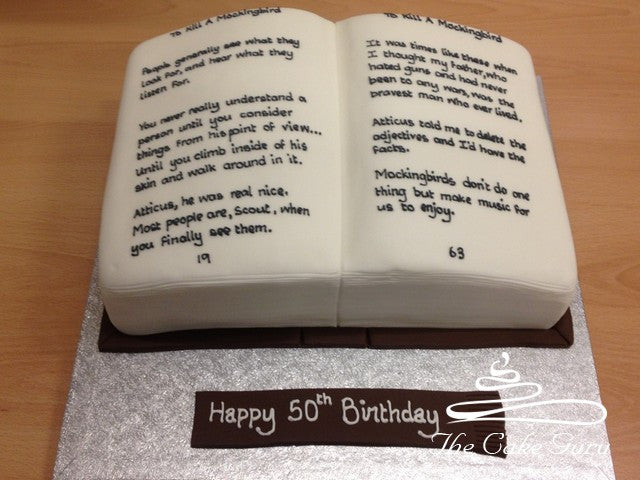 To Kill A Mockingbird
People generally see what they
look for, and hear what they
listen for.
You never really understand a
person until you consider
things from his point of view...
Until you climb inside of his
skin and walk around in it.
Atticus, he was real nice.
Most people are, Scout, when
you finally see them.
19
To Kill A Mockingbird
It was times like these when
I thought my father, who
hated guns and had never
been to any wars, was the
bravest man who ever lived.
Atticus told me to delete the
adjectives and I'd have the
facts.
Mockingbirds don't do one
thing but make music for
us to enjoy.
63
Happy 50th Birthday
The Cake Guru